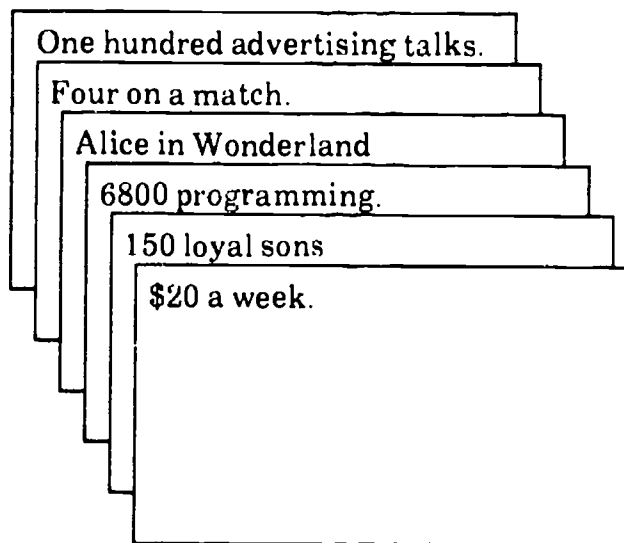 One hundred advertising talks.
Four on a match.
Alice in Wonderland
6800 programming.
150 loyal sons
$20 a week.